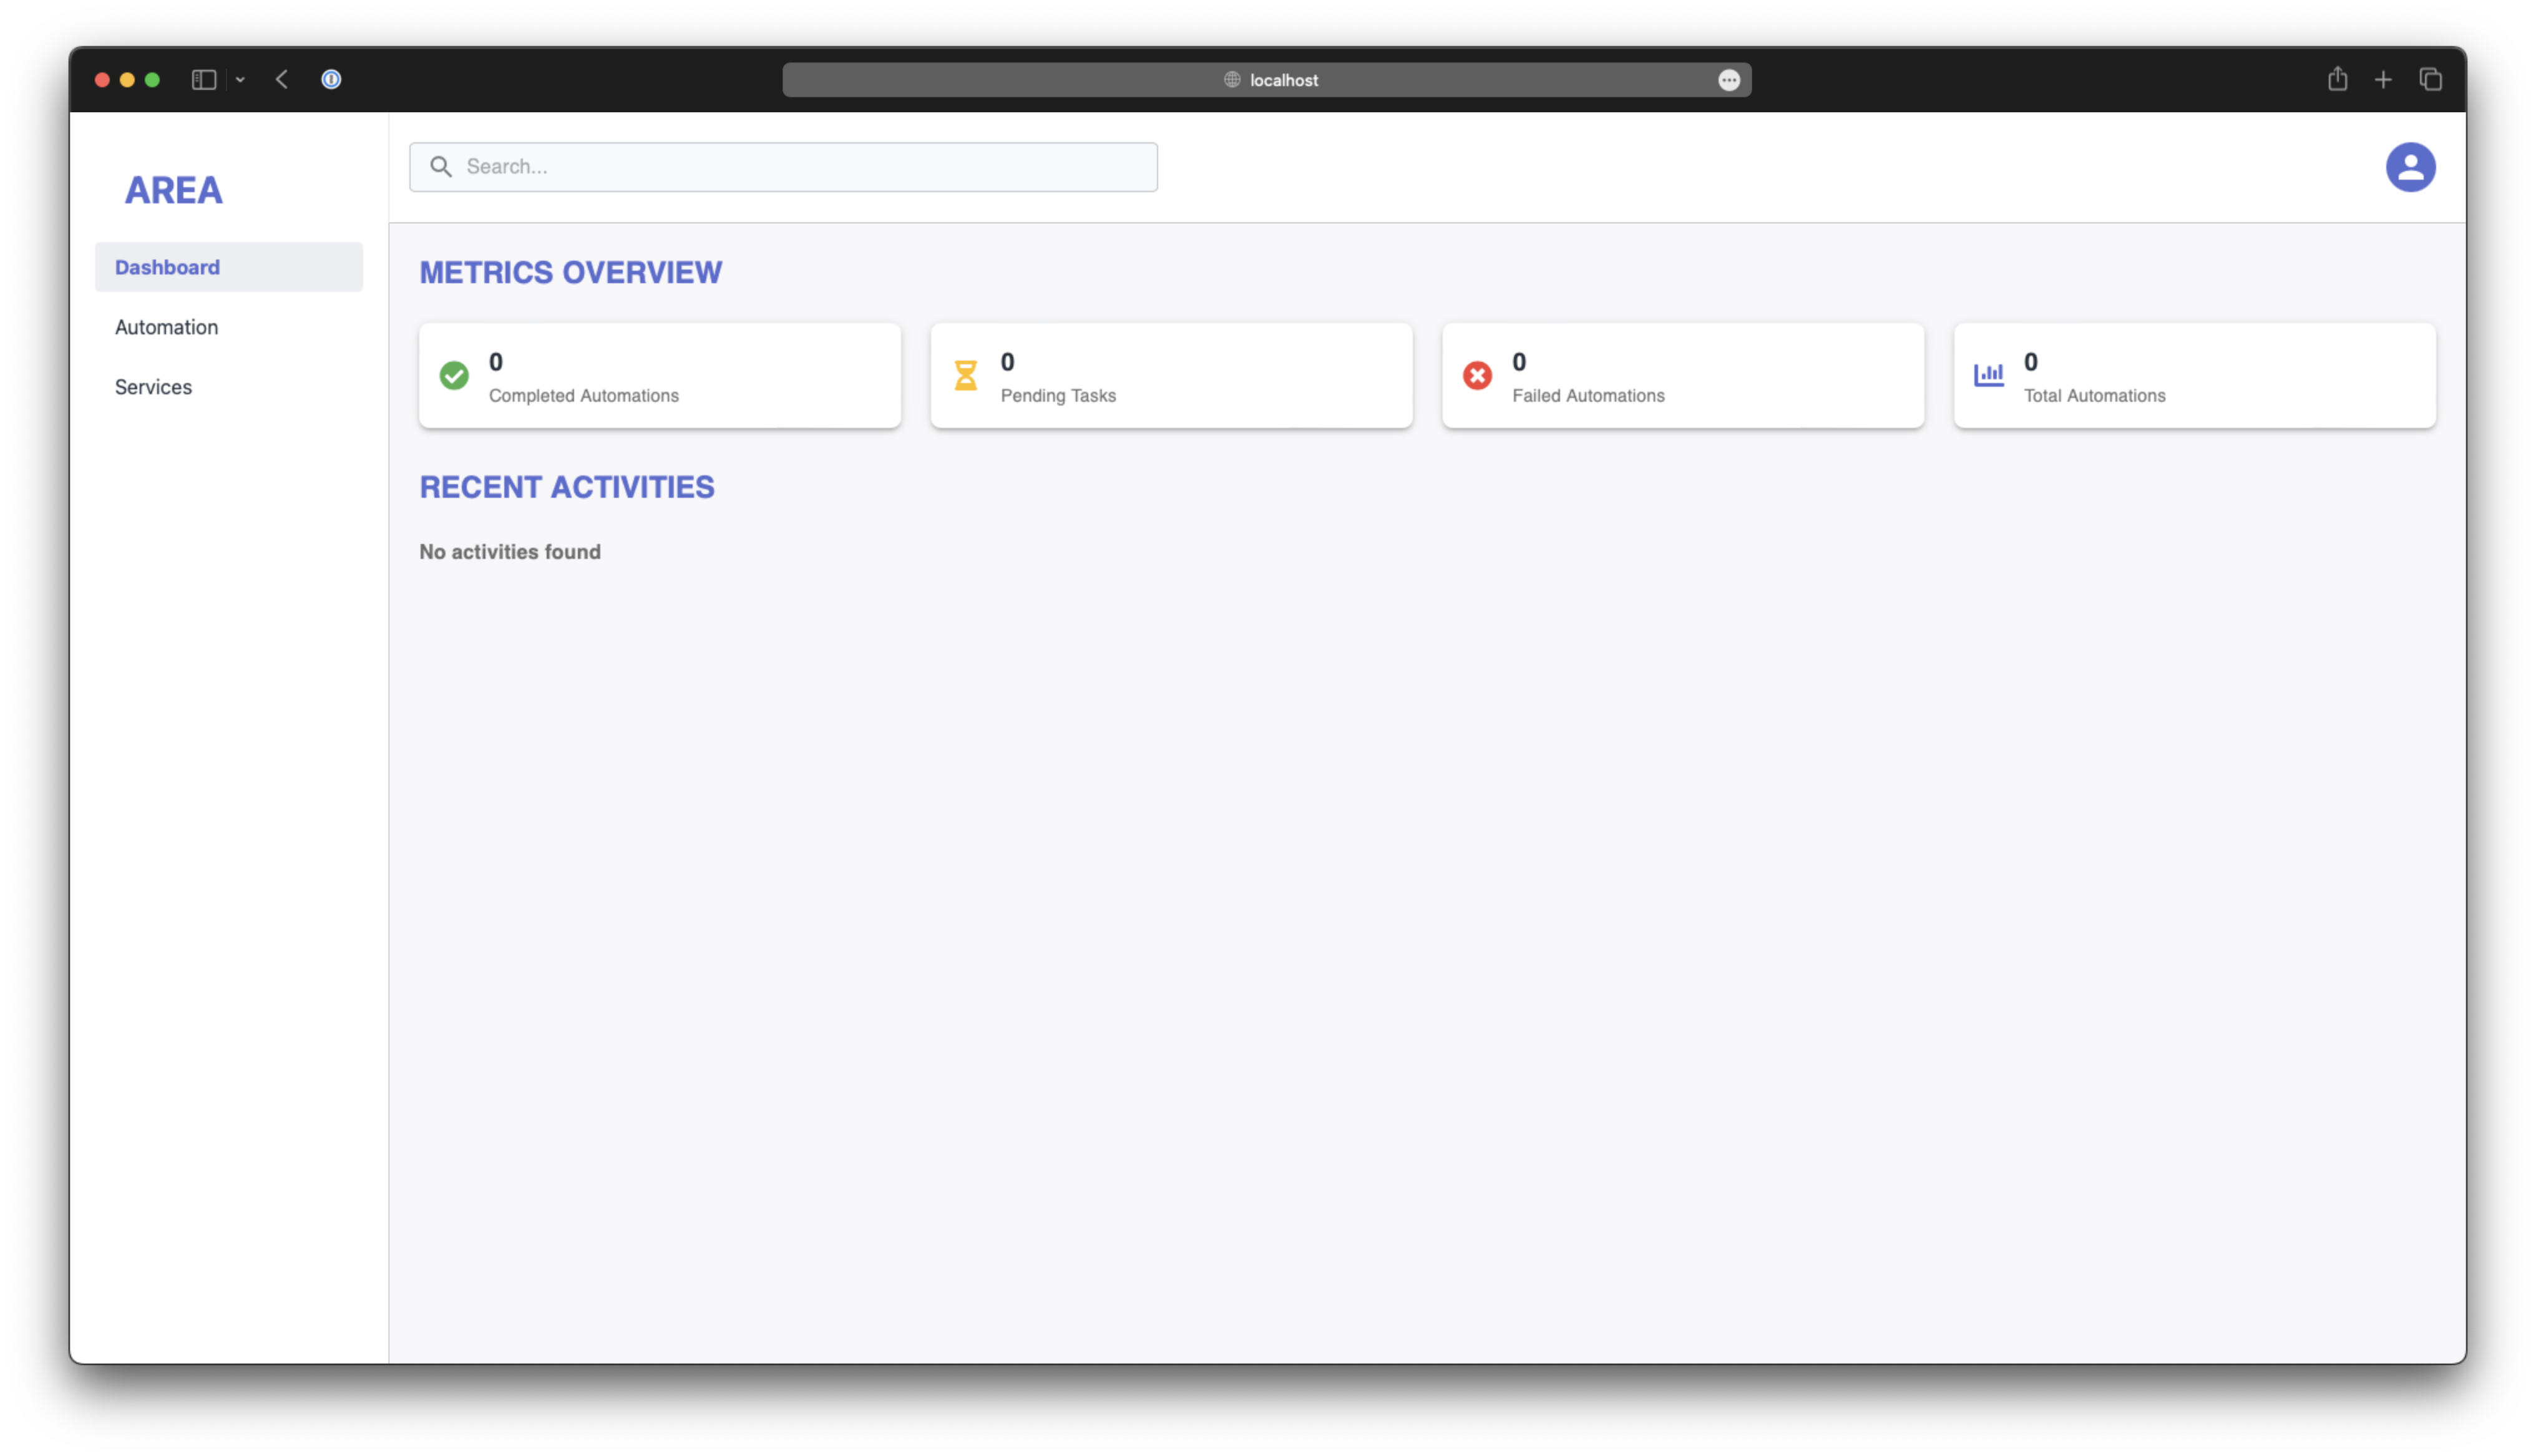 localhost
AREA
Dashboard
Automation
Services
Search...
METRICS OVERVIEW
0
Completed Automations
0
Pending Tasks
0
Failed Automations
0
Total Automations
RECENT ACTIVITIES
No activities found